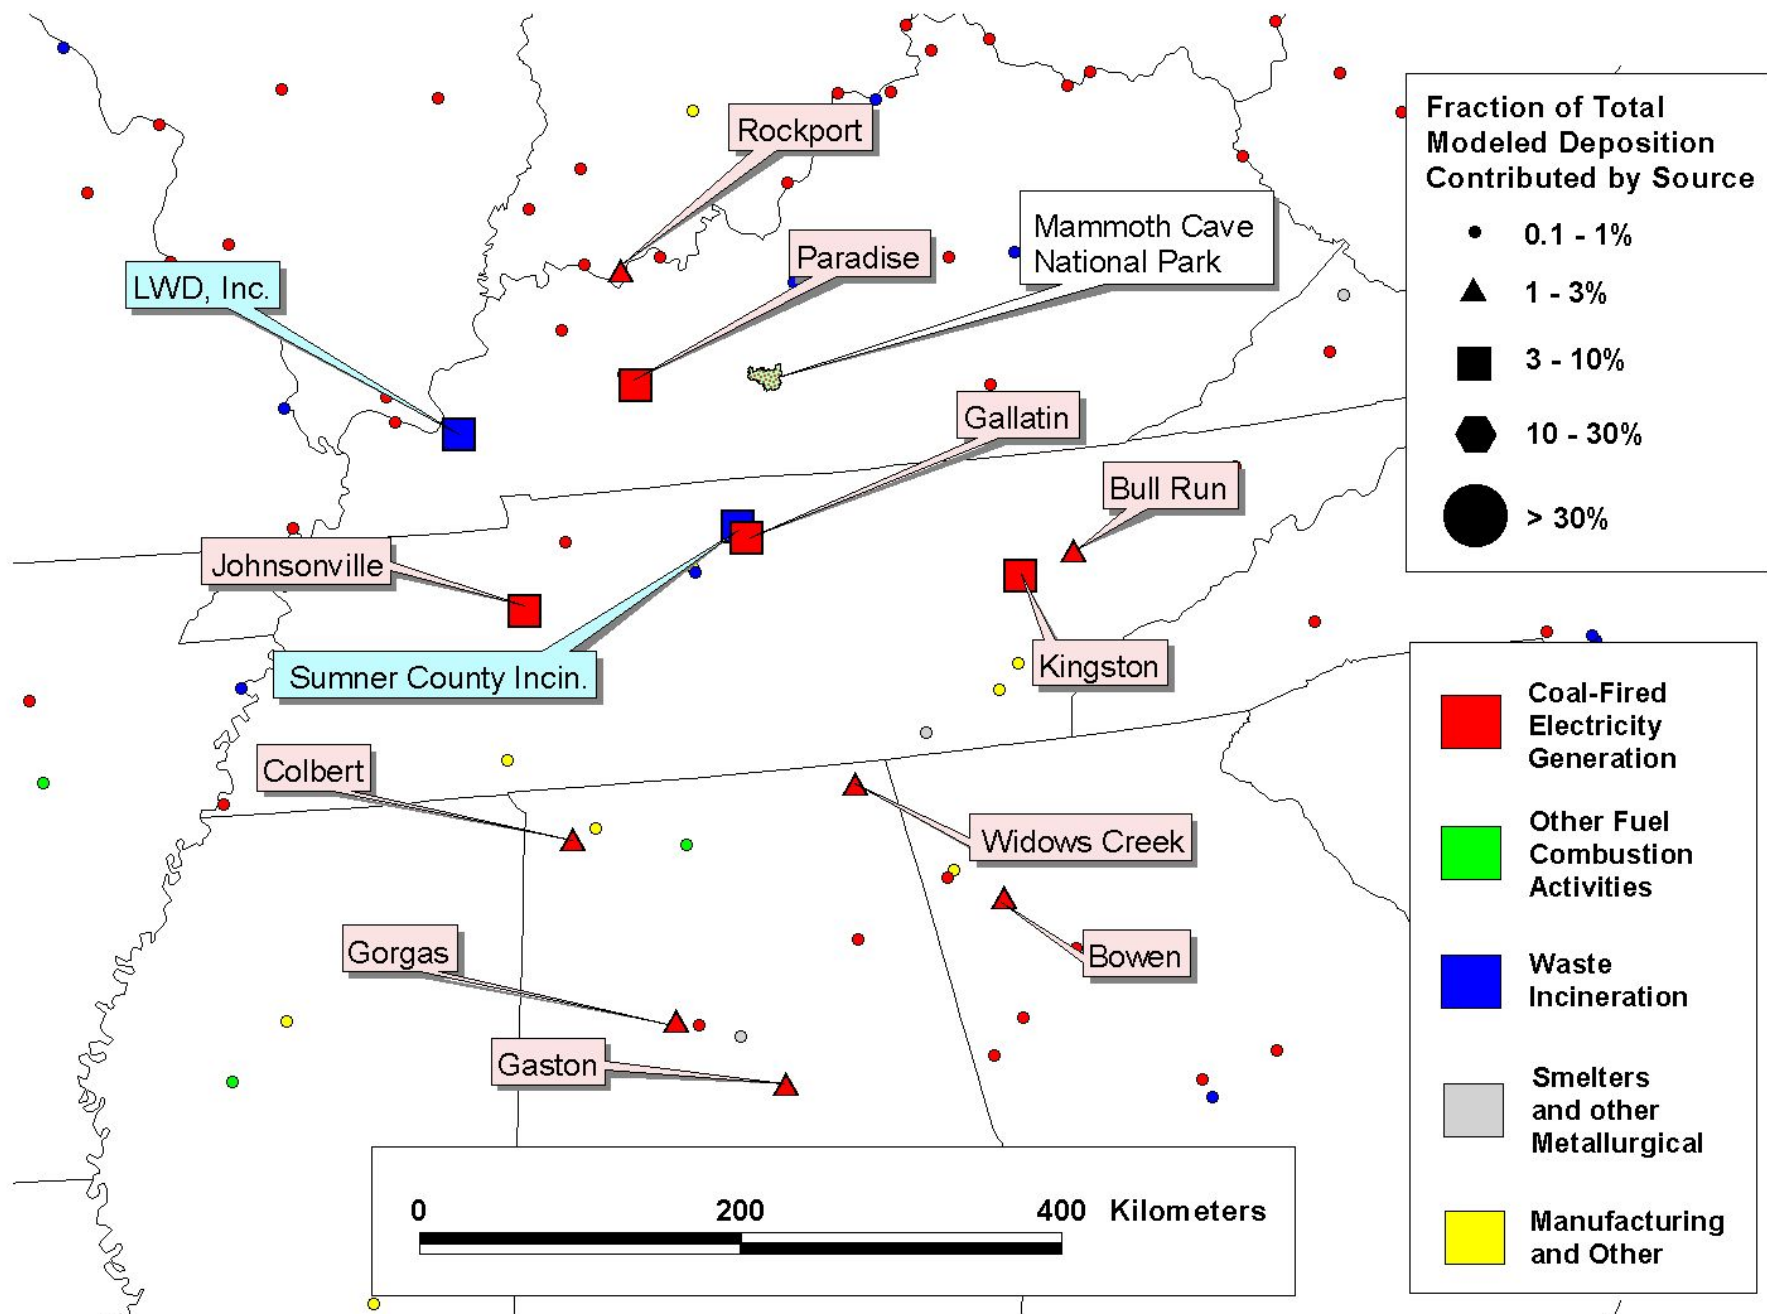 Rockport
Paradise
Mammoth Cave
National Park
LWD, Inc.
Gallatin
Bull Run
Johnsonville
Sumner County Incin.
Kingston
Colbert
Widows Creek
Gorgas
Bowen
Gaston
0 200 400 Kilometers
Fraction of Total
Modeled Deposition
Contributed by Source
0.1 - 1%
1 - 3%
3 - 10%
10 - 30%
> 30%
Coal-Fired
Electricity
Generation
Other Fuel
Combustion
Activities
Waste
Incineration
Smelters
and other
Metallurgical
Manufacturing
and Other